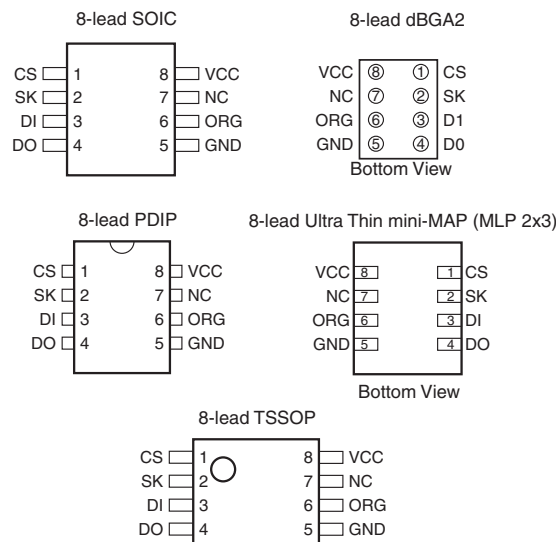 8-lead SOIC
CS 1 8 VCC
SK 2 7 NC
DI 3 6 ORG
DO 4 5 GND
8-lead dBGA2
VCC 8 1 CS
NC 7 2 SK
ORG 6 3 D1
GND 5 4 D0
Bottom View
8-lead PDIP
CS 1 8 VCC
SK 2 7 NC
DI 3 6 ORG
DO 4 5 GND
8-lead Ultra Thin mini-MAP (MLP 2x3)
VCC 8 1 CS
NC 7 2 SK
ORG 6 3 DI
GND 5 4 DO
Bottom View
8-lead TSSOP
CS 1 8 VCC
SK 2 7 NC
DI 3 6 ORG
DO 4 5 GND